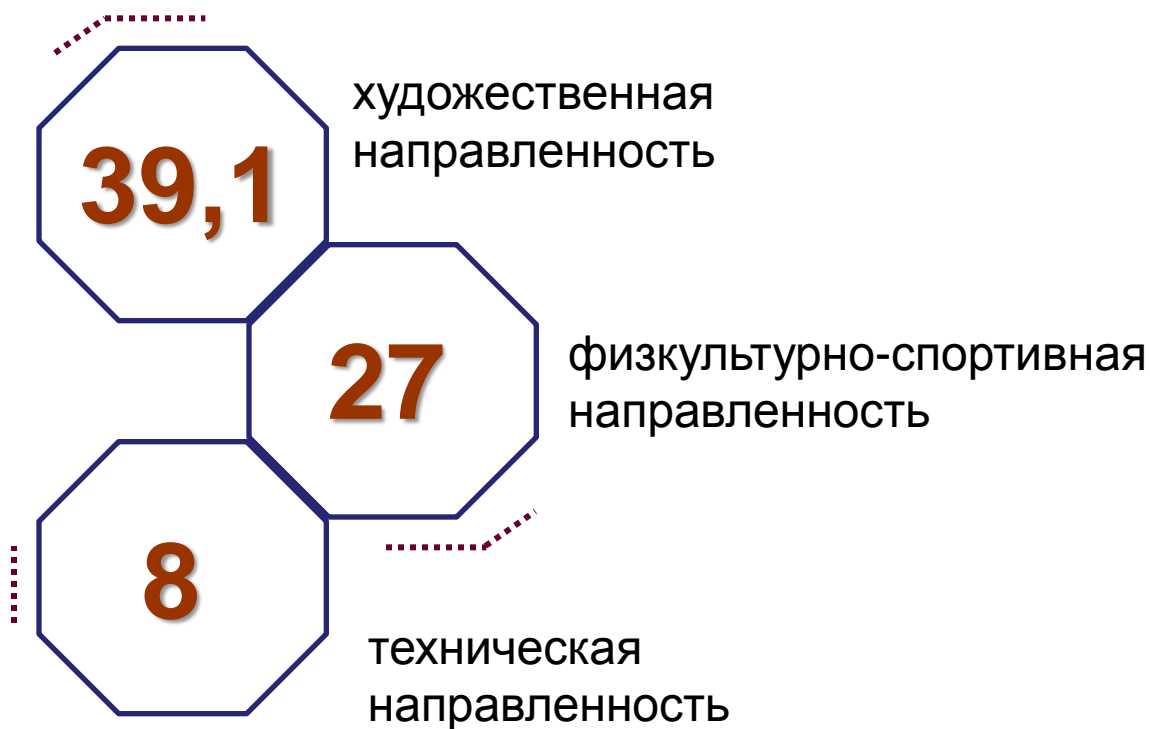 39,1
художественная
направленность
27
физкультурно-спортивная
направленность
8
техническая
направленность